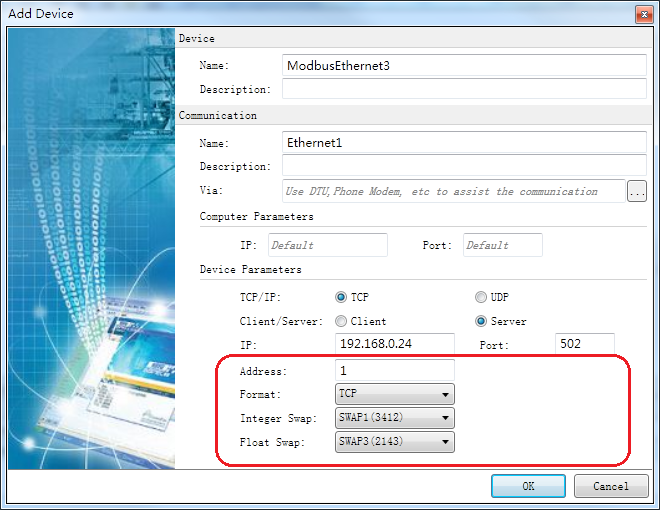 Add Device
Device
Name: ModbusEthernet3
Description:
Communication
Name: Ethernet1
Description:
Via: Use DTU,Phone Modem, etc to assist the communication ...
Computer Parameters
IP: Default Port: Default
Device Parameters
TCP/IP: TCP UDP
Client/Server: Client Server
IP: 192.168.0.24 Port: 502
Address: 1
Format: TCP
Integer Swap: SWAP1(3412)
Float Swap: SWAP3(2143)
OK Cancel